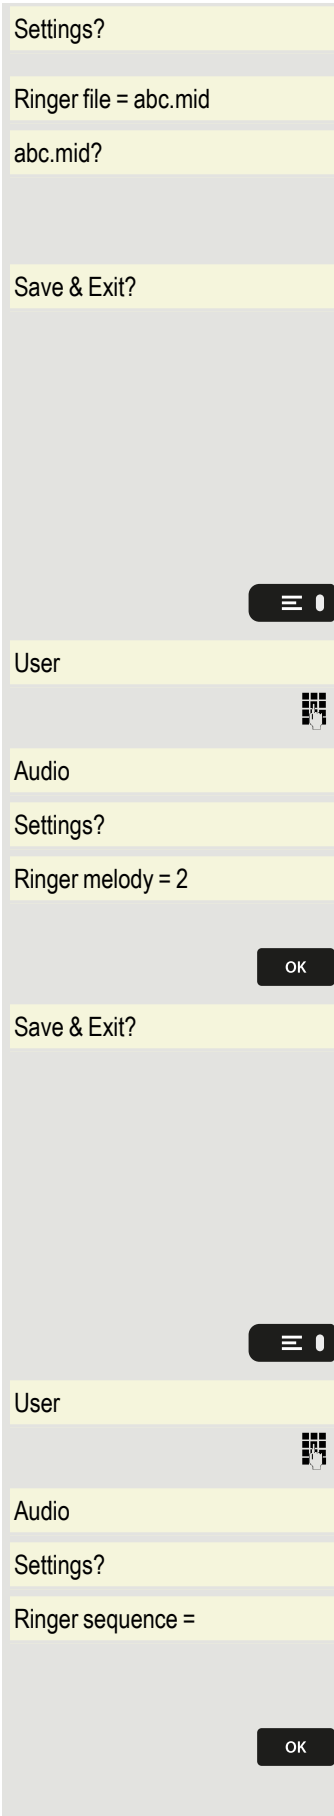 Settings?
Ringer file = abc.mid
abc.mid?
Save & Exit?
User
Audio
Settings?
Ringer melody = 2
OK
Save & Exit?
User
Audio
Settings?
Ringer sequence =
OK